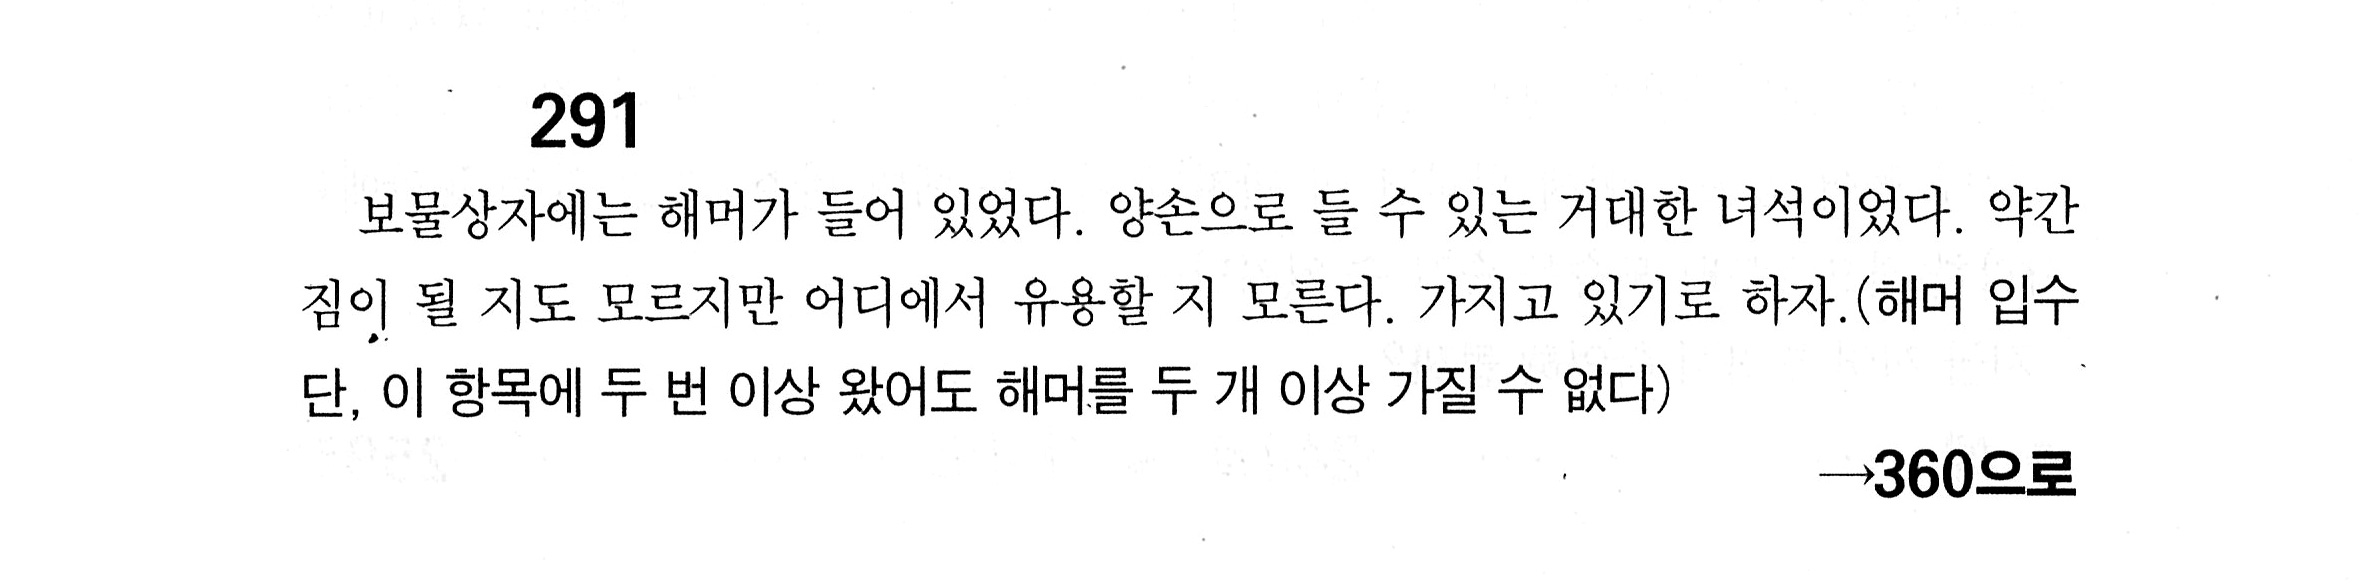 291
보물상자에는 해머가 들어 있었다. 양손으로 들 수 있는 거대한 녀석이었다. 약간
짐이 될 지도 모르지만 어디에서 유용할 지 모른다. 가지고 있기로 하자.(해머 입수
단, 이 항목에 두 번 이상 왔어도 해머를 두 개 이상 가질 수 없다)
→360으로